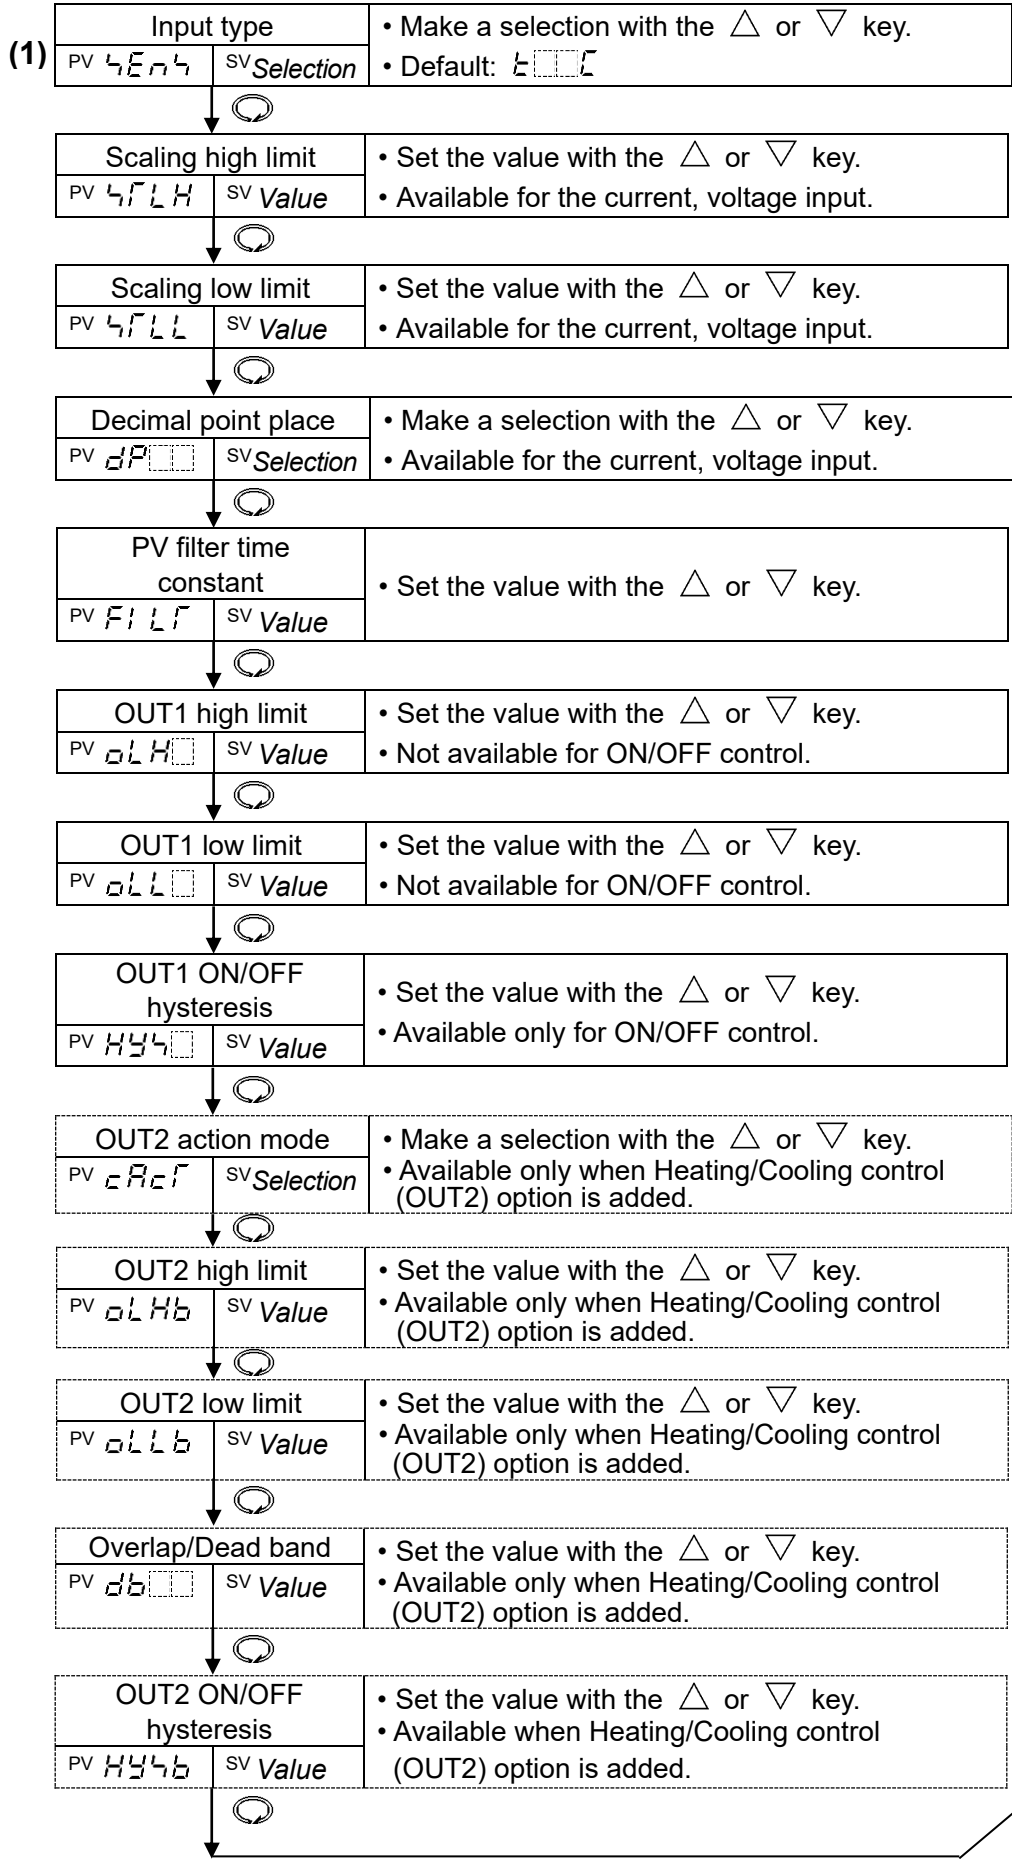 (1)
Input type
PV SEnS SV Selection
• Make a selection with the △ or ▽ key.
• Default: E□□C
Scaling high limit
PV SFLH SV Value
• Set the value with the △ or ▽ key.
• Available for the current, voltage input.
Scaling low limit
PV SFLL SV Value
• Set the value with the △ or ▽ key.
• Available for the current, voltage input.
Decimal point place
PV dP□□ SV Selection
• Make a selection with the △ or ▽ key.
• Available for the current, voltage input.
PV filter time
constant
PV FILT SV Value
• Set the value with the △ or ▽ key.
OUT1 high limit
PV oLH□ SV Value
• Set the value with the △ or ▽ key.
• Not available for ON/OFF control.
OUT1 low limit
PV oLL□ SV Value
• Set the value with the △ or ▽ key.
• Not available for ON/OFF control.
OUT1 ON/OFF
hysteresis
PV HYS□ SV Value
• Set the value with the △ or ▽ key.
• Available only for ON/OFF control.
OUT2 action mode
PV cAcT SV Selection
• Make a selection with the △ or ▽ key.
• Available only when Heating/Cooling control
(OUT2) option is added.
OUT2 high limit
PV oLHb SV Value
• Set the value with the △ or ▽ key.
• Available only when Heating/Cooling control
(OUT2) option is added.
OUT2 low limit
PV oLLb SV Value
• Set the value with the △ or ▽ key.
• Available only when Heating/Cooling control
(OUT2) option is added.
Overlap/Dead band
PV db□□ SV Value
• Set the value with the △ or ▽ key.
• Available only when Heating/Cooling control
(OUT2) option is added.
OUT2 ON/OFF
hysteresis
PV HYSb SV Value
• Set the value with the △ or ▽ key.
• Available when Heating/Cooling control
(OUT2) option is added.